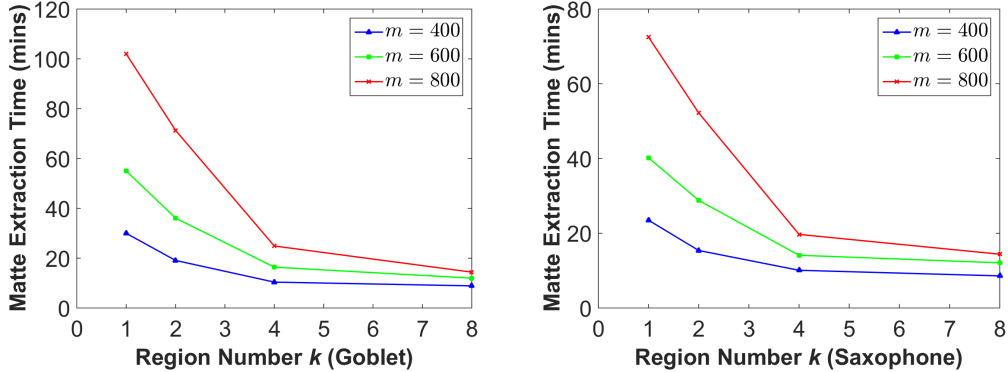 120
100
80
60
40
20
0
Matte Extraction Time (mins)
m = 400
m = 600
m = 800
0 1 2 3 4 5 6 7 8
Region Number k (Goblet)
80
60
40
20
0
Matte Extraction Time (mins)
m = 400
m = 600
m = 800
0 1 2 3 4 5 6 7 8
Region Number k (Saxophone)